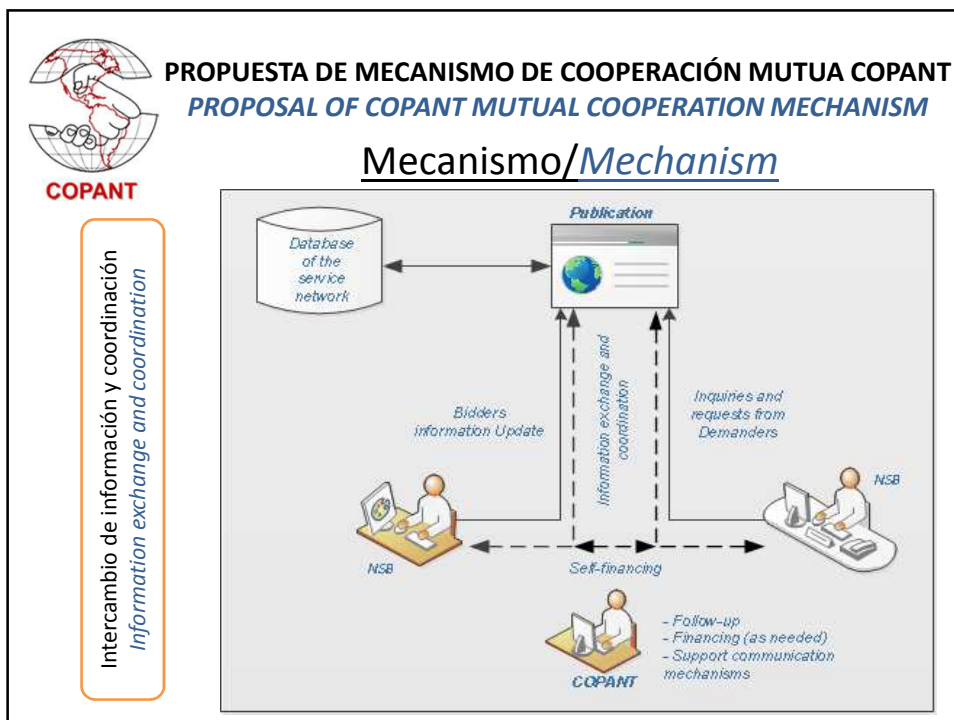 PROPUESTA DE MECANISMO DE COOPERACIÓN MUTUA COPANT
PROPOSAL OF COPANT MUTUAL COOPERATION MECHANISM
Mecanismo/Mechanism
COPANT
Intercambio de información y coordinación
Information exchange and coordination
Publication
Database
of the
service
network
Bidders
information Update
Information exchange and
coordination
Inquiries and
requests from
Demanders
NSB
NSB
Self-financing
- Follow-up
- Financing (as needed)
- Support communication
mechanisms
COPANT